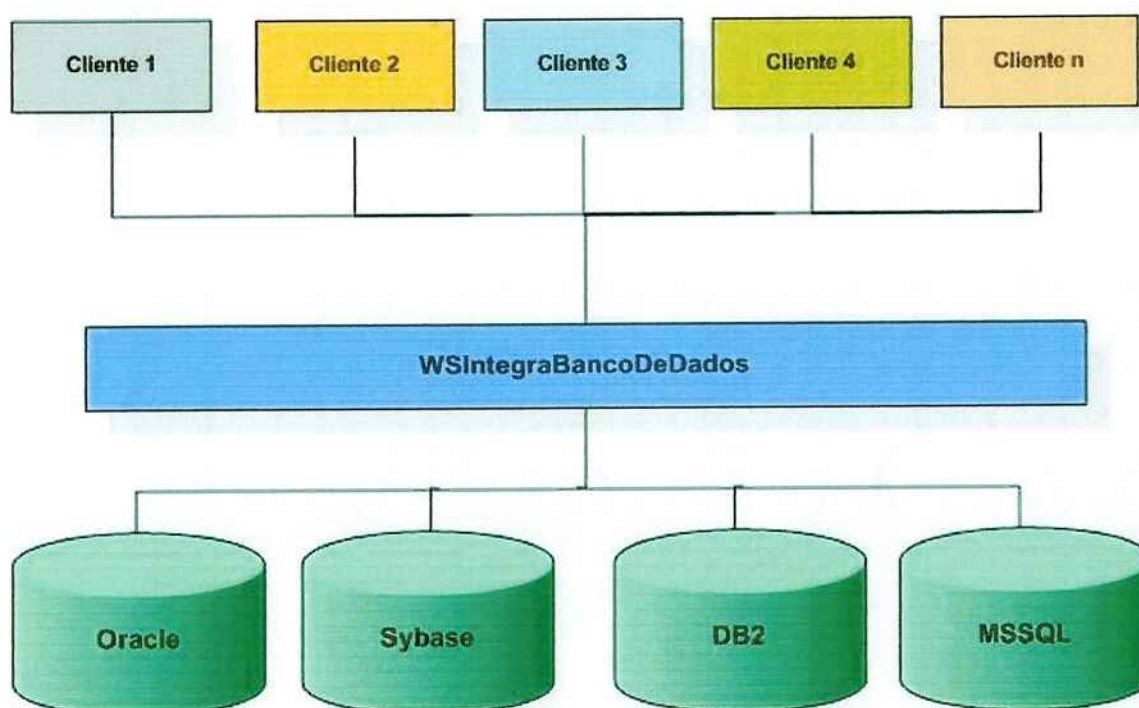 Cliente 1
Cliente 2
Cliente 3
Cliente 4
Cliente n
WSIntegraBancoDeDados
Oracle
Sybase
DB2
MSSQL